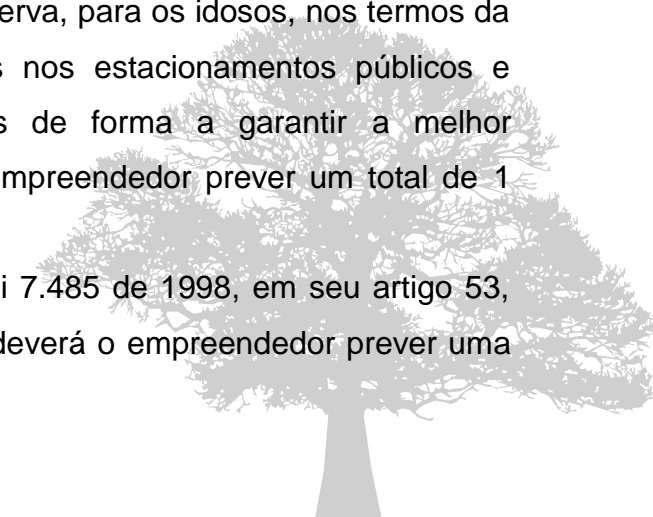 erva, para os idosos, nos termos da
s nos estacionamentos públicos e
s de forma a garantir a melhor
mpreendedor prever um total de 1
i 7.485 de 1998, em seu artigo 53,
deverá o empreendedor prever uma